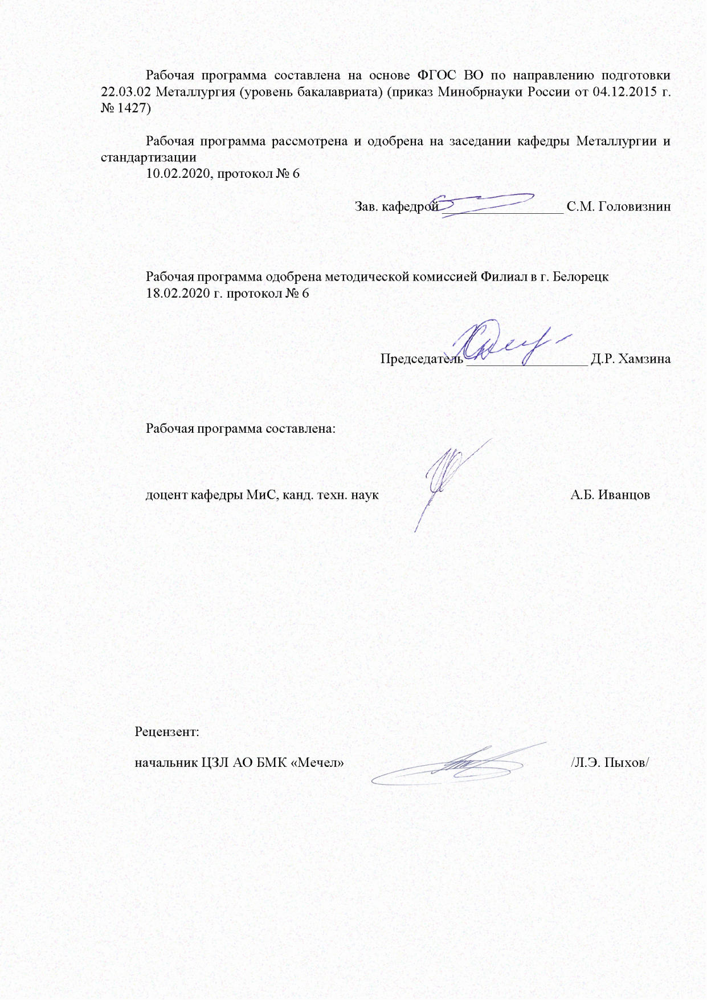 Рабочая программа составлена на основе ФГОС ВО по направлению подготовки
22.03.02 Металлургия (уровень бакалавриата) (приказ Минобрнауки России от 04.12.2015 г.
№ 1427)
Рабочая программа рассмотрена и одобрена на заседании кафедры Металлургии и
стандартизации
10.02.2020, протокол № 6
Зав. кафедрой __________________ С.М. Головизнин
Рабочая программа одобрена методической комиссией Филиал в г. Белорецк
18.02.2020 г. протокол № 6
Председатель __________________ Д.Р. Хамзина
Рабочая программа составлена:
доцент кафедры МиС, канд. техн. наук А.Б. Иванцов
Рецензент:
начальник ЦЗЛ АО БМК «Мечел» /Л.Э. Пыхов/